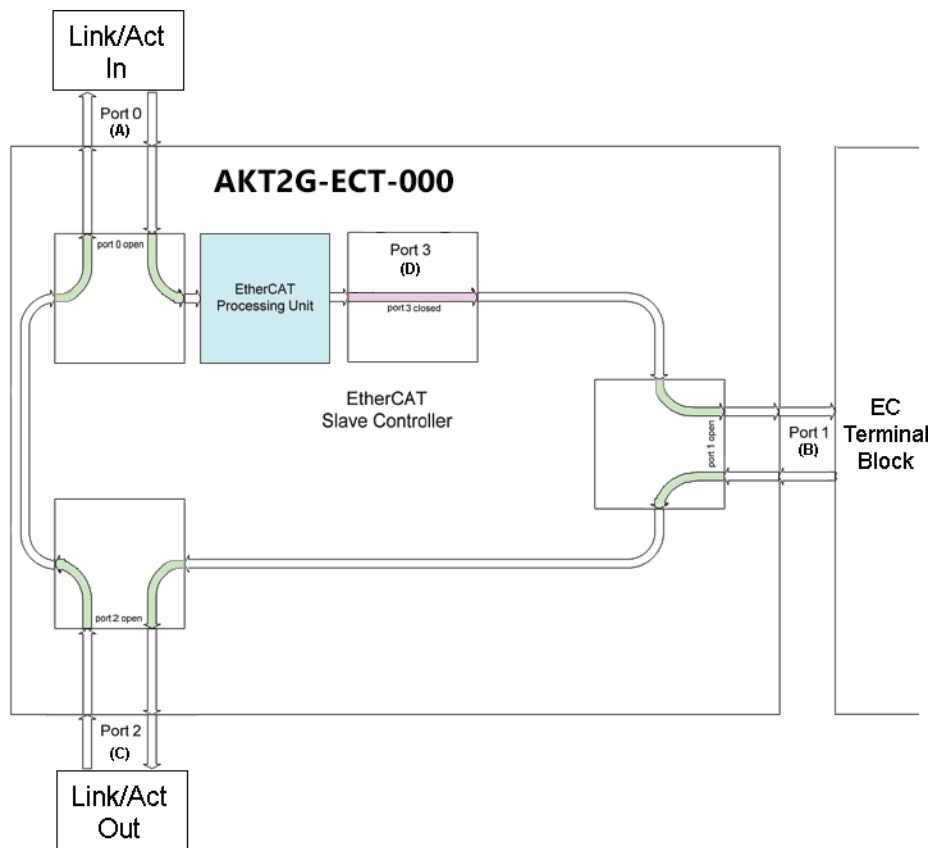 Link/Act
In
Port 0
(A)
AKT2G-ECT-000
port 0 open
EtherCAT
Processing Unit
Port 3
(D)
port 3 closed
EtherCAT
Slave Controller
port 1 open
Port 1
(B)
EC
Terminal
Block
port 2 open
Port 2
(C)
Link/Act
Out